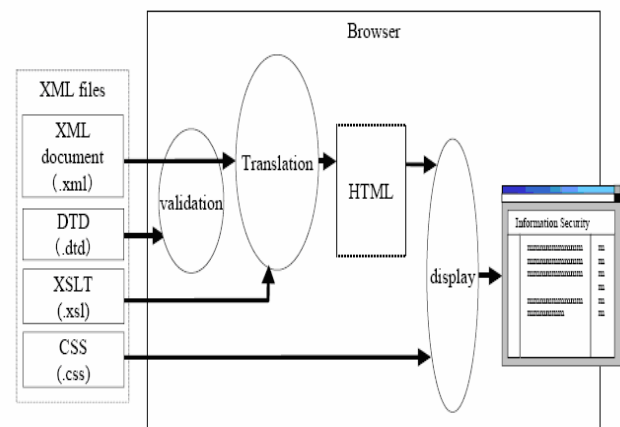 Browser
XML files
XML
document
(.xml)
DTD
(.dtd)
XSLT
(.xsl)
CSS
(.css)
validation
Translation
HTML
display
Information Security